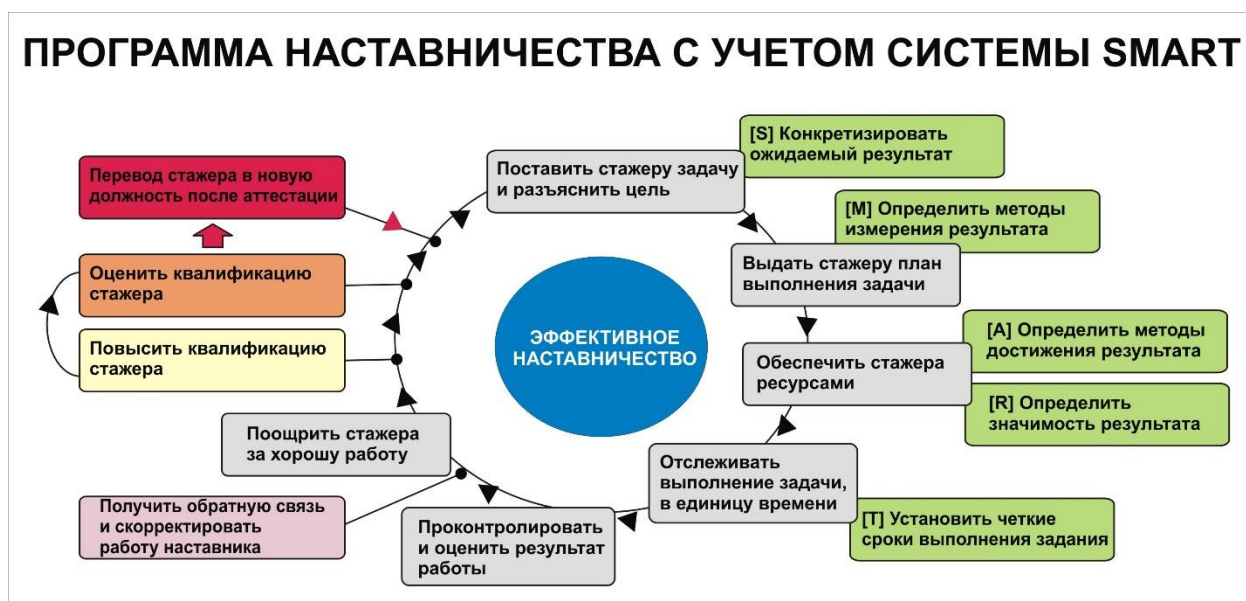 ПРОГРАММА НАСТАВНИЧЕСТВА С УЧЕТОМ СИСТЕМЫ SMART
[S] Конкретизировать
ожидаемый результат
Поставить стажеру задачу
и разъяснить цель
[M] Определить методы
измерения результата
Выдать стажеру план
выполнения задачи
[A] Определить методы
достижения результата
Обеспечить стажера
ресурсами
[R] Определить
значимость результата
Отслеживать
выполнение задачи,
в единицу времени
[T] Установить четкие
сроки выполнения задания
Проконтролировать
и оценить результат
работы
Получить обратную связь
и скорректировать
работу наставника
Поощрить стажера
за хорошу работу
Повысить квалификацию
стажера
Оценить квалификацию
стажера
Перевод стажера в новую
должность после аттестации
ЭФФЕКТИВНОЕ
НАСТАВНИЧЕСТВО